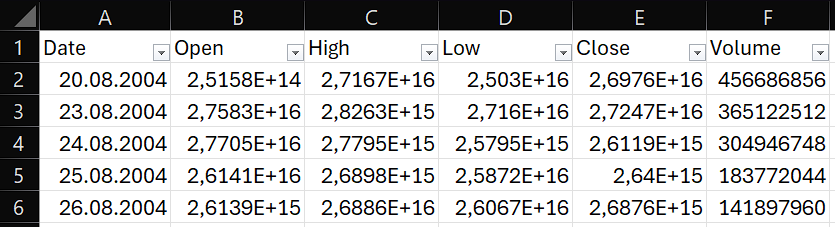 A B C D E F
1 Date Open High Low Close Volume
2 20.08.2004 2,5158E+14 2,7167E+16 2,503E+16 2,6976E+16 456686856
3 23.08.2004 2,7583E+16 2,8263E+15 2,716E+16 2,7247E+16 365122512
4 24.08.2004 2,7705E+16 2,7795E+15 2,5795E+15 2,6119E+15 304946748
5 25.08.2004 2,6141E+16 2,6898E+15 2,5872E+16 2,64E+15 183772044
6 26.08.2004 2,6139E+15 2,6886E+16 2,6067E+16 2,6876E+15 141897960